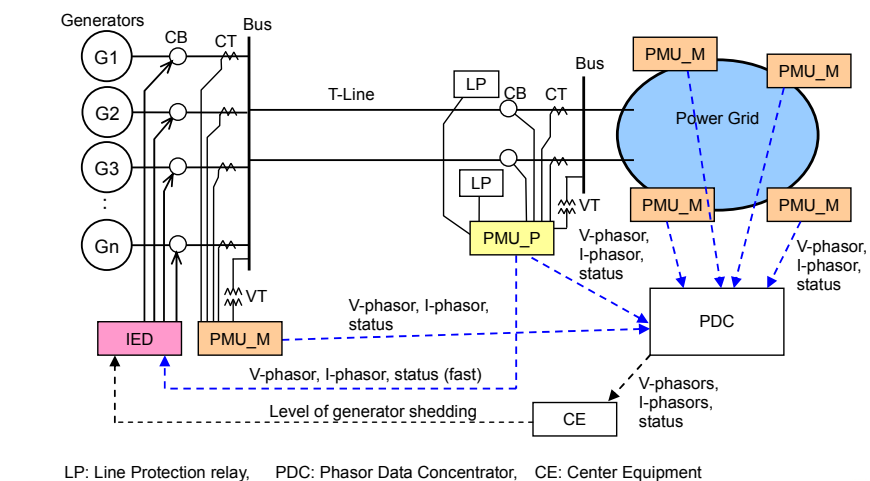 Generators
Bus
CB
CT
G1
G2
G3
:
Gn
VT
T-Line
LP
CB
CT
Bus
LP
VT
PMU_P
PMU_M
PMU_M
Power Grid
PMU_M
PMU_M
V-phasor,
I-phasor,
status
V-phasor,
I-phasor,
status
V-phasor, I-phasor,
status
PDC
IED
PMU_M
V-phasor, I-phasor, status (fast)
V-phasors,
I-phasors,
status
Level of generator shedding
CE
LP: Line Protection relay, PDC: Phasor Data Concentrator, CE: Center Equipment